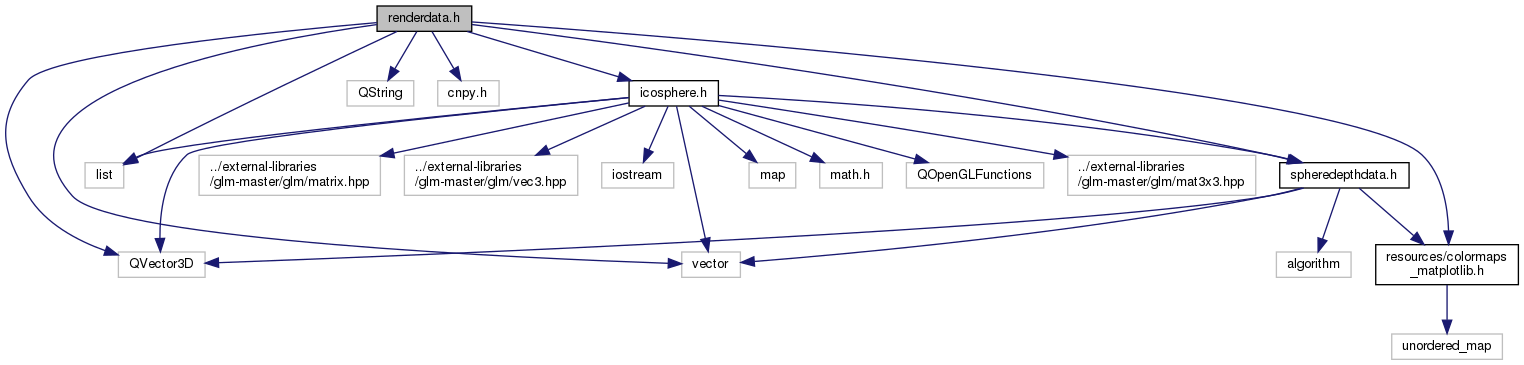 renderdata.h
QString
cnpy.h
icosphere.h
list
../external-libraries
/glm-master/glm/matrix.hpp
../external-libraries
/glm-master/glm/vec3.hpp
iostream
map
math.h
QOpenGLFunctions
../external-libraries
/glm-master/glm/mat3x3.hpp
spheredepthdata.h
QVector3D
vector
algorithm
resources/colormaps
_matplotlib.h
unordered_map